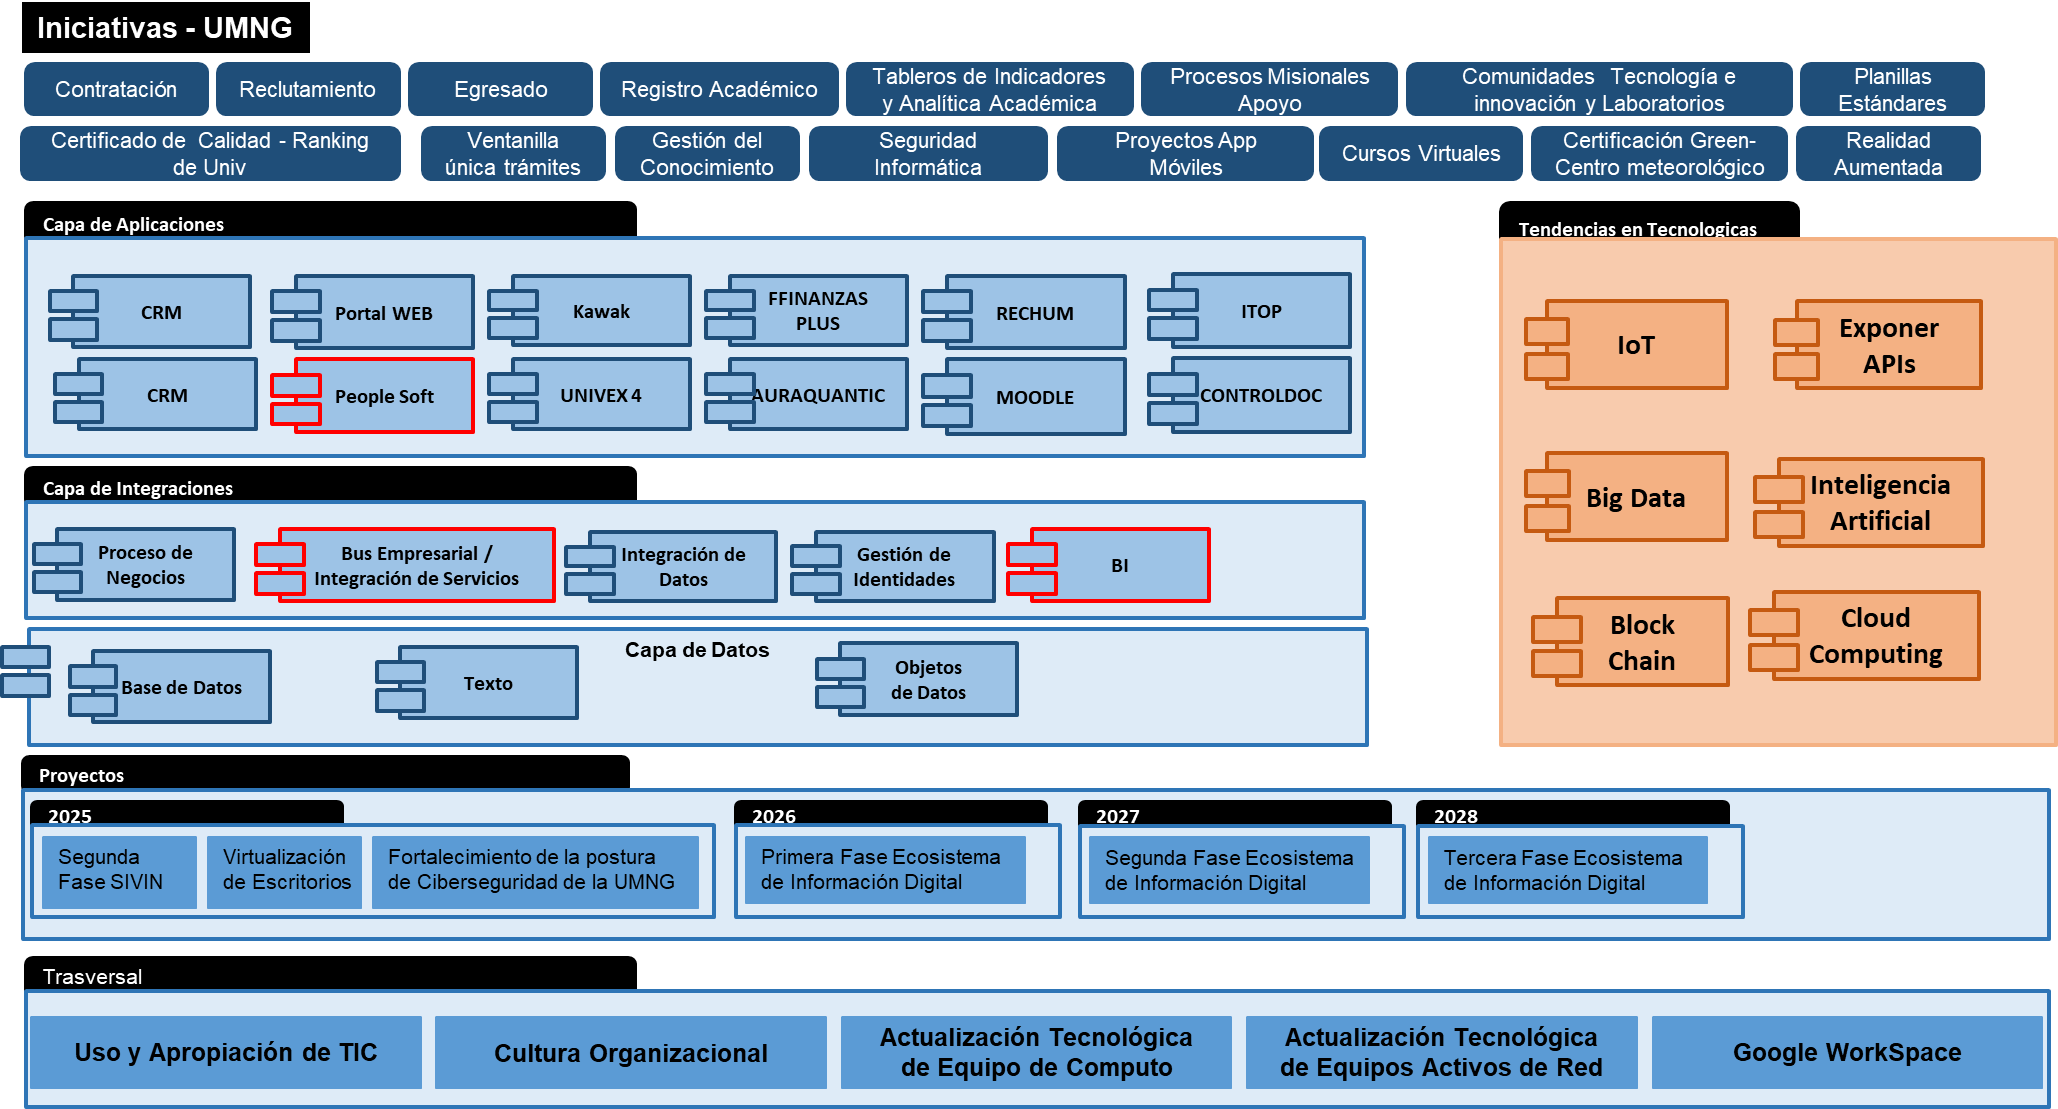 Iniciativas - UMNG
Contratación
Reclutamiento
Egresado
Registro Académico
Tableros de Indicadores
y Analítica Académica
Procesos Misionales
Apoyo
Comunidades Tecnología e
innovación y Laboratorios
Planillas
Estándares
Certificado de Calidad - Ranking
de Univ
Ventanilla
única trámites
Gestión del
Conocimiento
Seguridad
Informática
Proyectos App
Móviles
Cursos Virtuales
Certificación Green-
Centro meteorológico
Realidad
Aumentada
Capa de Aplicaciones
CRM
Portal WEB
Kawak
FFINANZAS
PLUS
RECHUM
ITOP
CRM
People Soft
UNIVEX 4
AURAQUANTIC
MOODLE
CONTROLDOC
Tendencias en Tecnologicas
IoT
Exponer
APIs
Big Data
Inteligencia
Artificial
Block
Chain
Cloud
Computing
Capa de Integraciones
Proceso de
Negocios
Bus Empresarial /
Integración de Servicios
Integración de
Datos
Gestión de
Identidades
BI
Capa de Datos
Base de Datos
Texto
Objetos
de Datos
Proyectos
2025
Segunda
Fase SIVIN
Virtualización
de Escritorios
Fortalecimiento de la postura
de Ciberseguridad de la UMNG
2026
Primera Fase Ecosistema
de Información Digital
2027
Segunda Fase Ecosistema
de Información Digital
2028
Tercera Fase Ecosistema
de Información Digital
Trasversal
Uso y Apropiación de TIC
Cultura Organizacional
Actualización Tecnológica
de Equipo de Computo
Actualización Tecnológica
de Equipos Activos de Red
Google WorkSpace